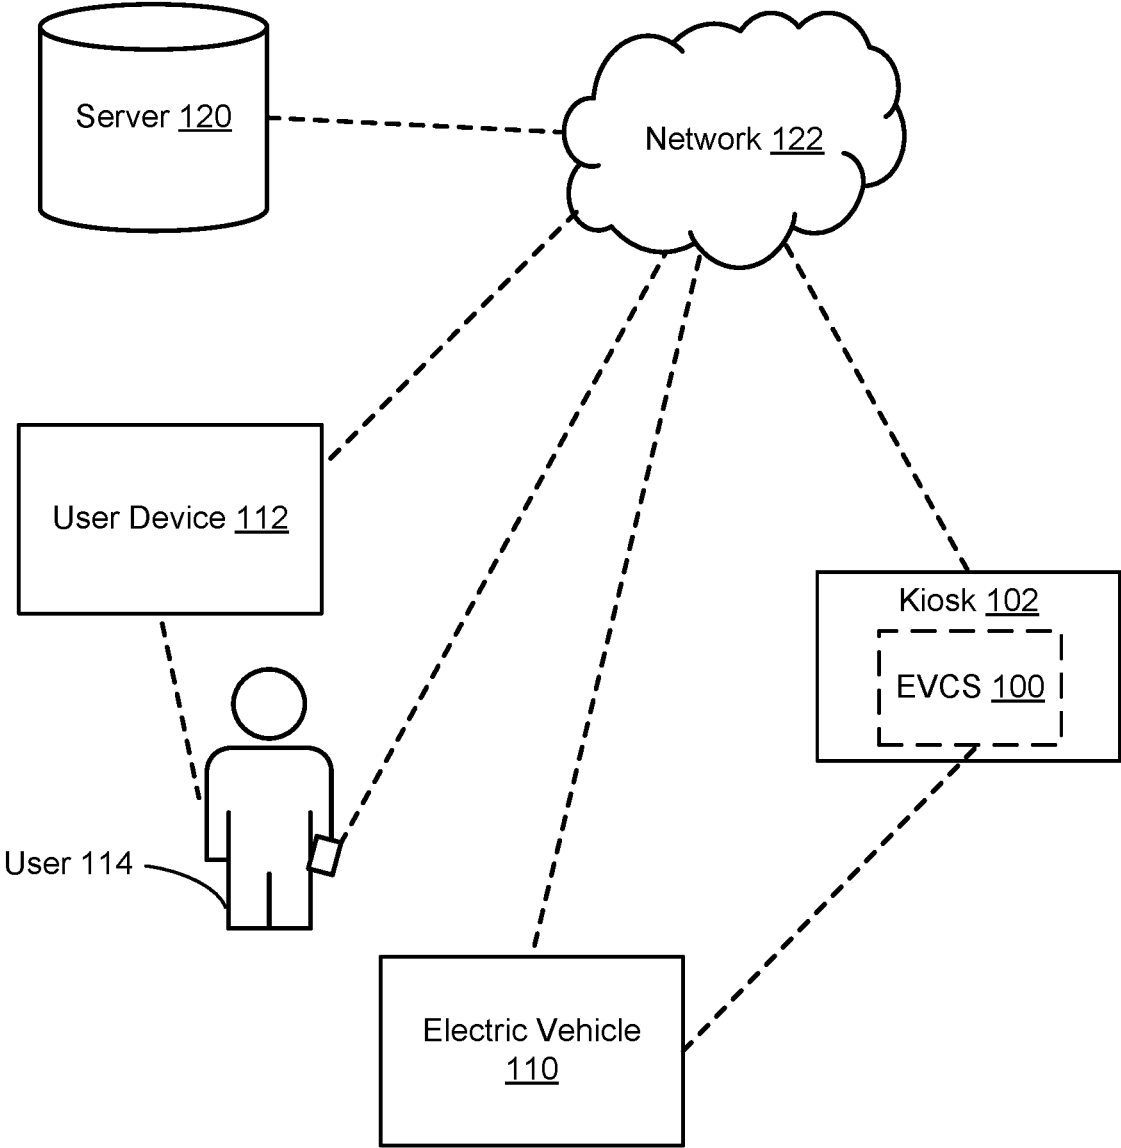 Server 120
Network 122
User Device 112
Kiosk 102
EVCS 100
User 114
Electric Vehicle
110